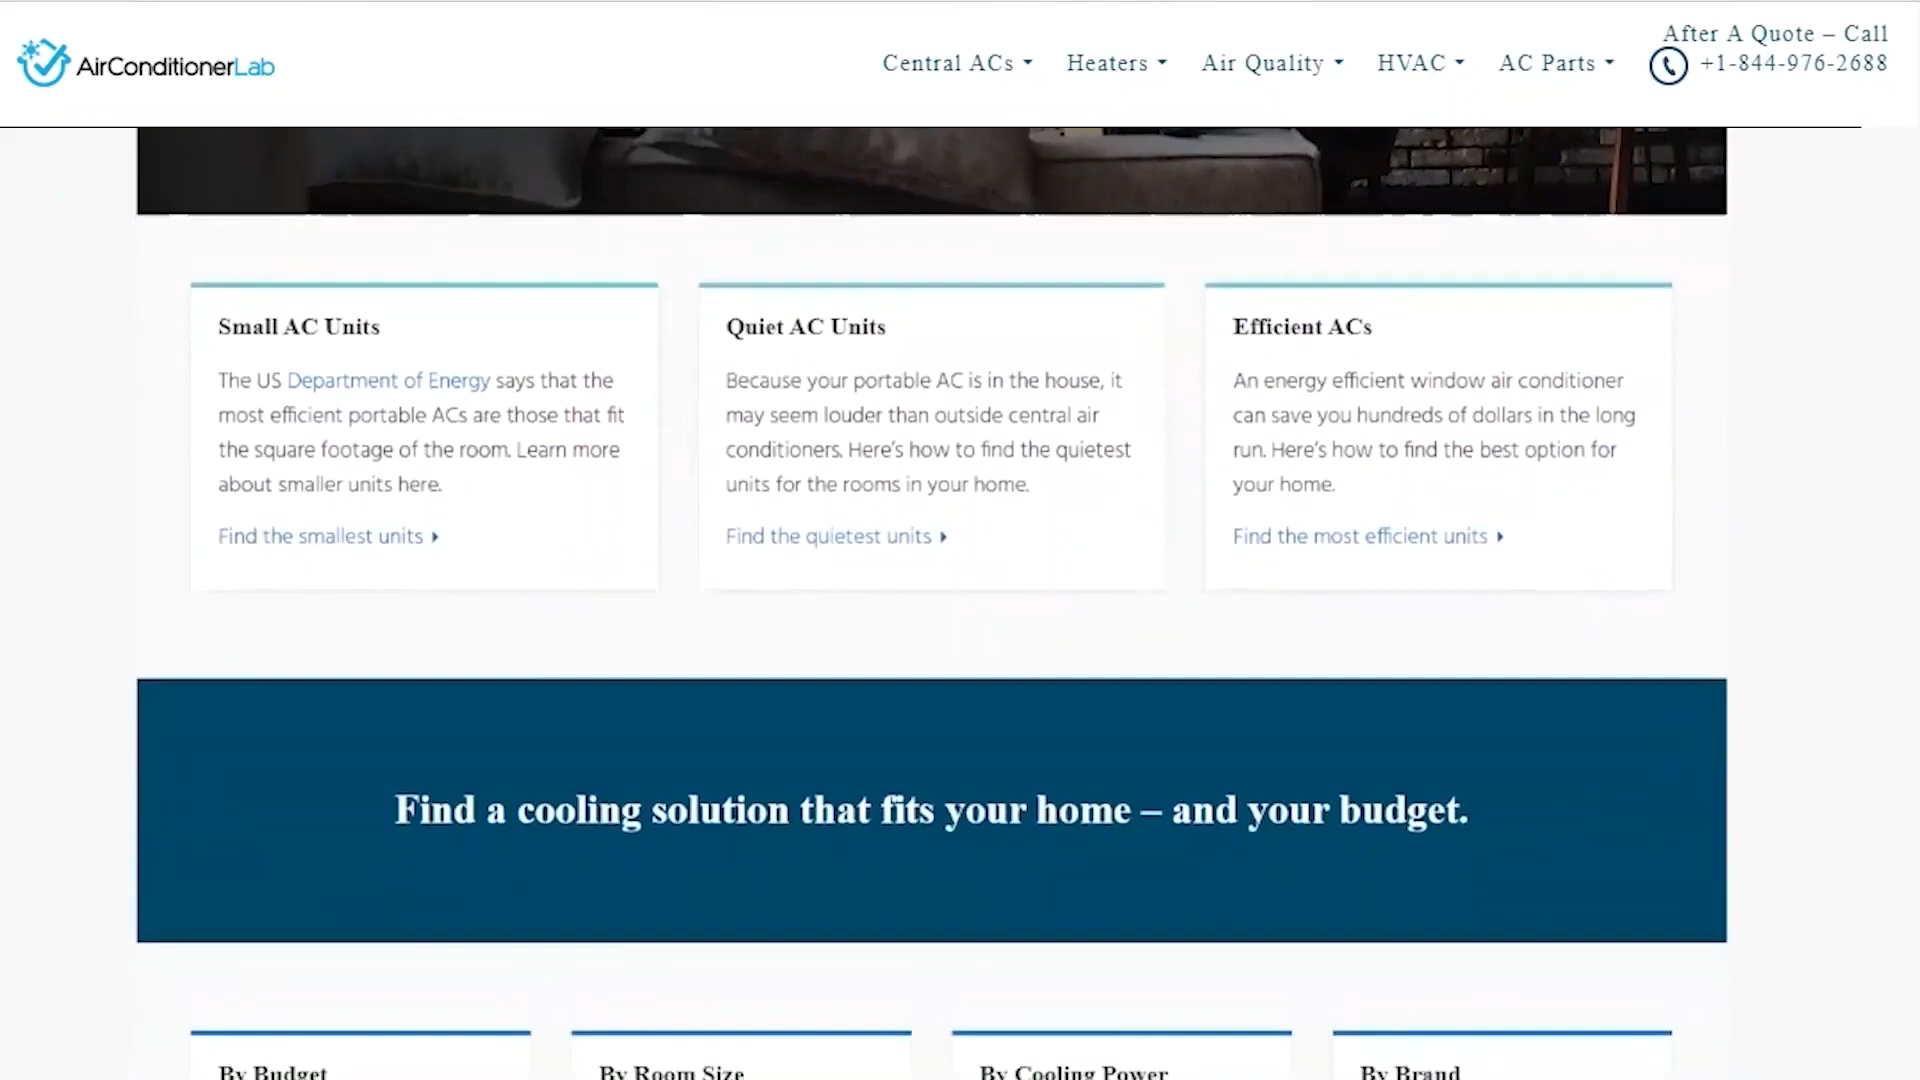 AirConditionerLab
Central ACs
Heaters
Air Quality
HVAC
AC Parts
After A Quote – Call
+1-844-976-2688
Small AC Units
The US Department of Energy says that the
most efficient portable ACs are those that fit
the square footage of the room. Learn more
about smaller units here.
Find the smallest units
Quiet AC Units
Because your portable AC is in the house, it
may seem louder than outside central air
conditioners. Here's how to find the quietest
units for the rooms in your home.
Find the quietest units
Efficient ACs
An energy efficient window air conditioner
can save you hundreds of dollars in the long
run. Here's how to find the best option for
your home.
Find the most efficient units
Find a cooling solution that fits your home – and your budget.
By Budget
By Room Size
By Cooling Power
By Brand